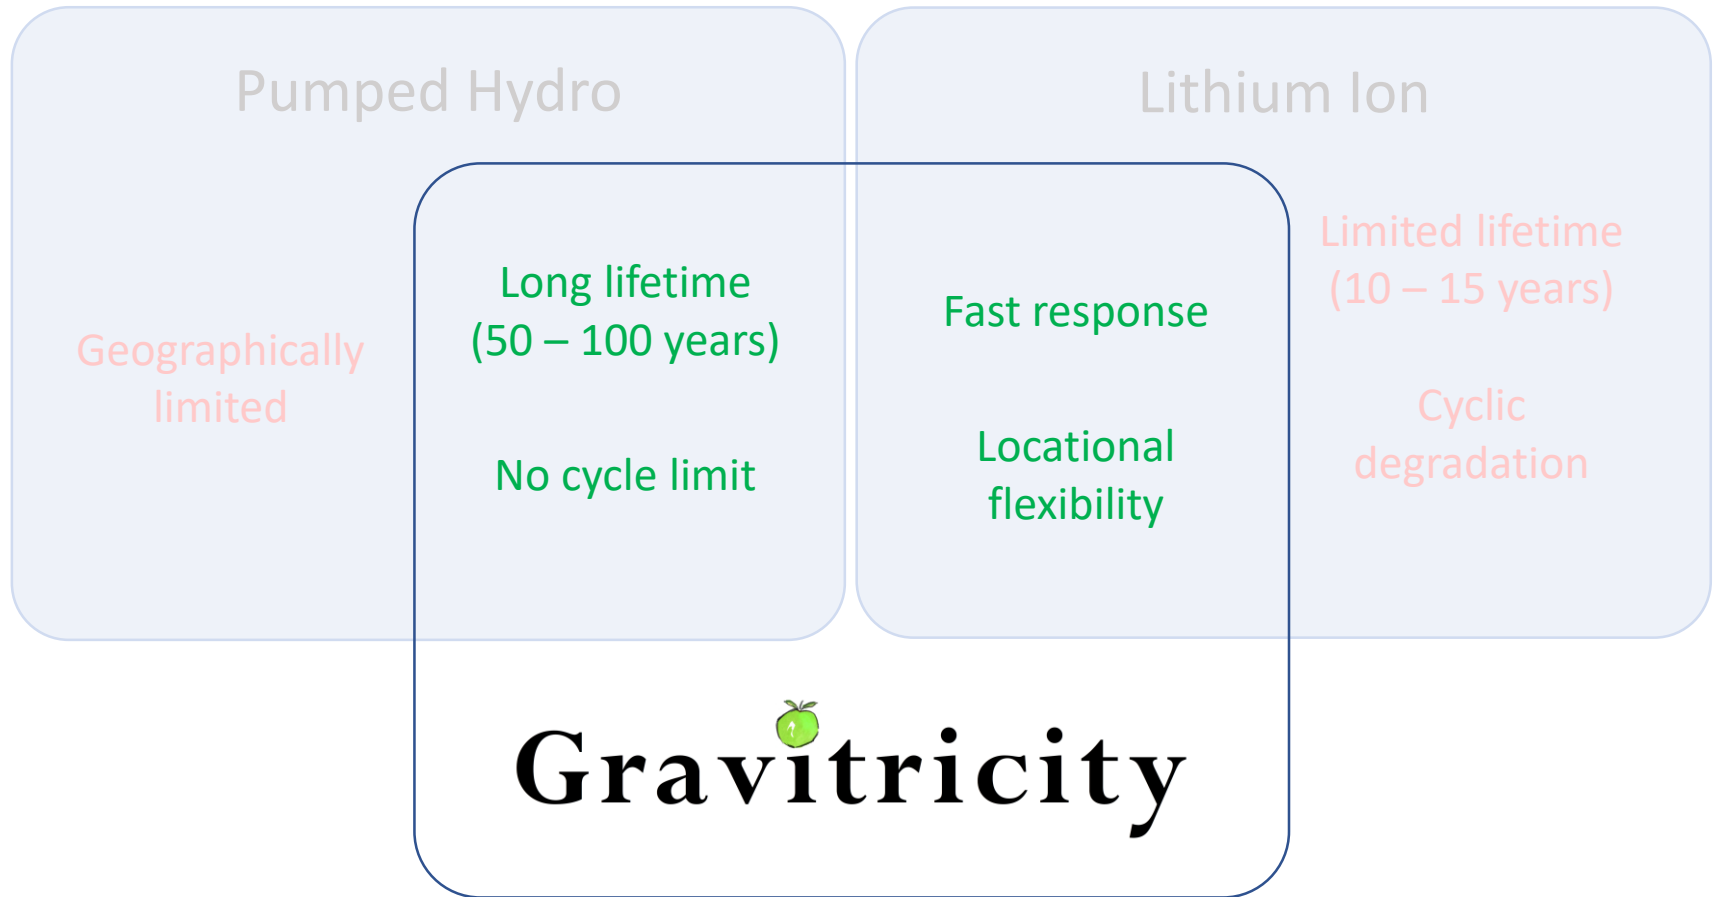 Pumped Hydro
Geographically
limited
Long lifetime
(50 – 100 years)
No cycle limit
Lithium Ion
Fast response
Locational
flexibility
Limited lifetime
(10 – 15 years)
Cyclic
degradation
Gravitricity